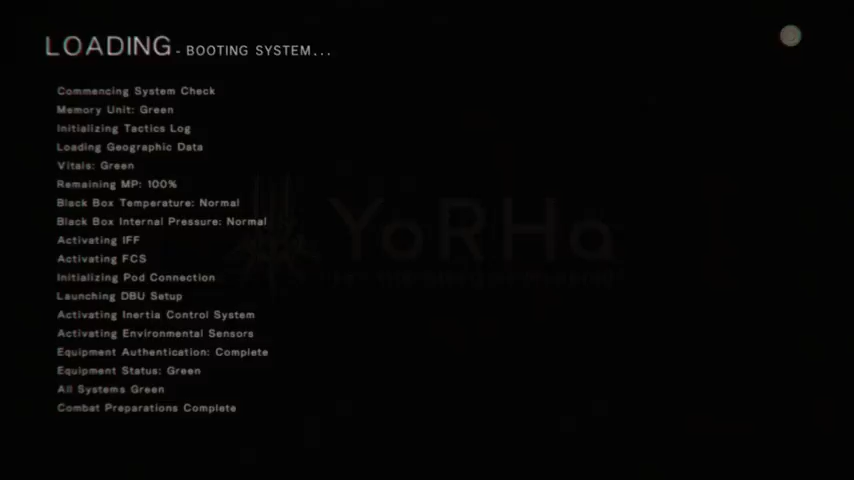 LOADING - BOOTING SYSTEM...
Commencing System Check
Memory Unit: Green
Initializing Tactics Log
Loading Geographic Data
Vitals: Green
Remaining MP: 100%
Black Box Temperature: Normal
Black Box Internal Pressure: Normal
Activating IFF
Activating FCS
Initializing Pod Connection
Launching DBU Setup
Activating Inertia Control System
Activating Environmental Sensors
Equipment Authentication: Complete
Equipment Status: Green
All Systems Green
Combat Preparations Complete
YoRHa